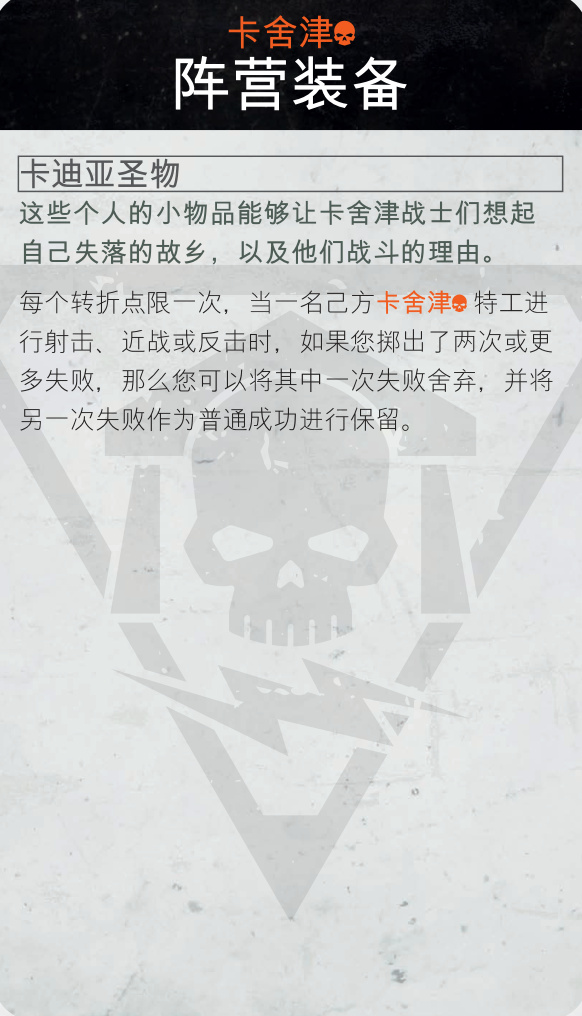 卡舍津
阵营装备
卡迪亚圣物
这些个人的小物品能够让卡舍津战士们想起
自己失落的故乡，以及他们战斗的理由。
每个转折点限一次，当一名己方卡舍津 特工进
行射击、近战或反击时，如果您掷出了两次或更
多失败，那么您可以将其中一次失败舍弃，并将
另一次失败作为普通成功进行保留。